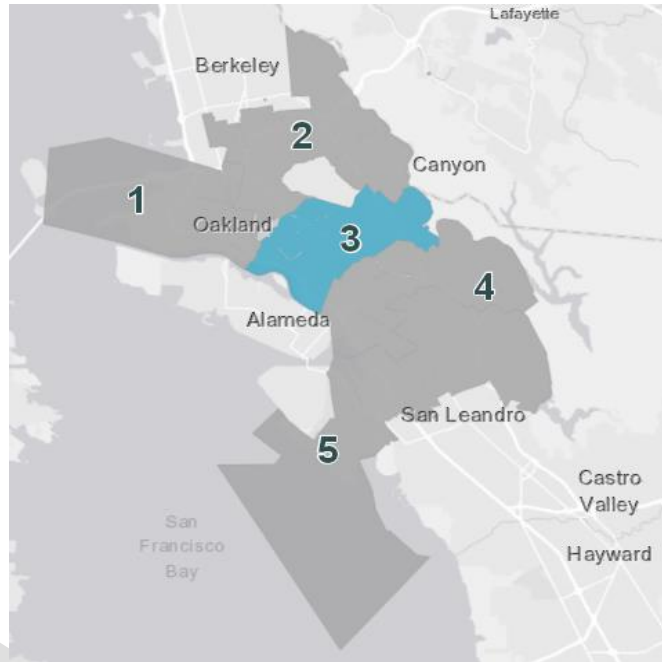 Lafayette
Berkeley
2
Canyon
1
Oakland
3
4
Alameda
San Leandro
5
Castro
Valley
San
Francisco
Bay
Hayward